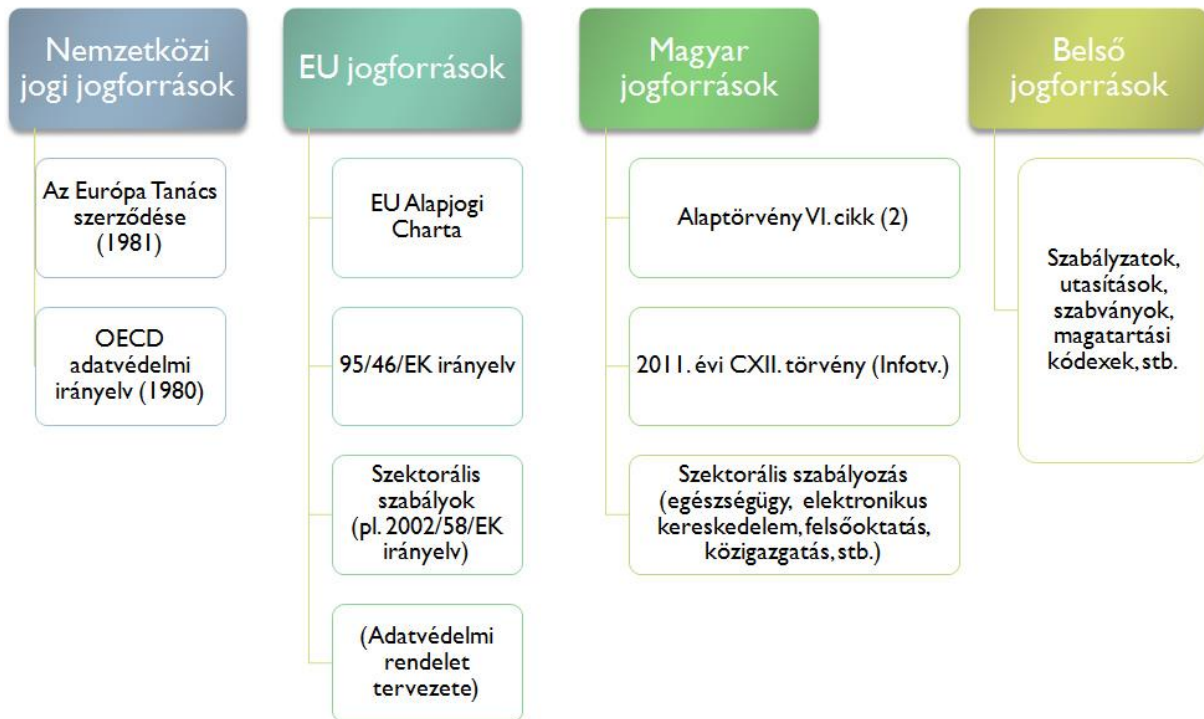 Nemzetközi
jogi jogforrások
Az Európa Tanács
szerződése
(1981)
OECD
adatvédelmi
irányelv (1980)
EU jogforrások
EU Alapjogi
Charta
95/46/EK irányelv
Szektorális
szabályok
(pl. 2002/58/EK
irányelv)
(Adatvédelmi
rendelet
tervezete)
Magyar
jogforrások
Alaptörvény VI. cikk (2)
2011. évi CXII. törvény (Infotv.)
Szektorális szabályozás
(egészségügy, elektronikus
kereskedelem, felsőoktatás,
közigazgatás, stb.)
Belső
jogforrások
Szabályzatok,
utasítások,
szabványok,
magatartási
kódexek, stb.